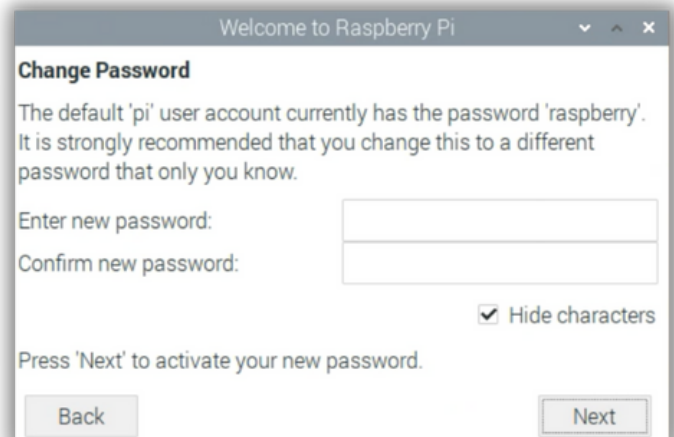 Welcome to Raspberry Pi
Change Password
The default 'pi' user account currently has the password 'raspberry'.
It is strongly recommended that you change this to a different
password that only you know.
Enter new password:
Confirm new password:
Hide characters
Press 'Next' to activate your new password.
Back
Next